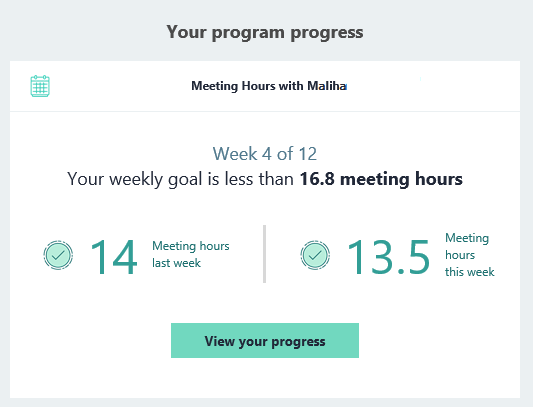 Your program progress
Meeting Hours with Maliha
Week 4 of 12
Your weekly goal is less than 16.8 meeting hours
14
Meeting hours
last week
13.5
Meeting
hours
this week
View your progress